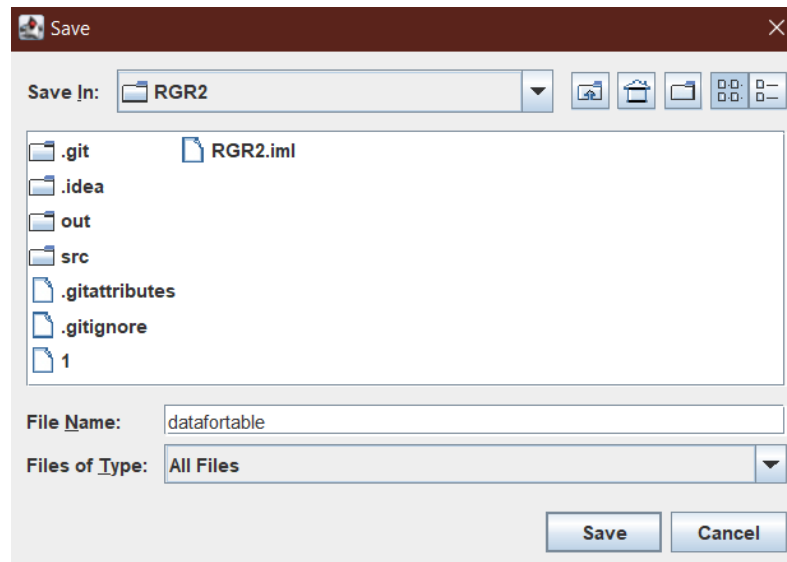 Save
Save In: RGR2
.git RGR2.iml
.idea
out
src
.gitattributes
.gitignore
1
File Name: datafortable
Files of Type: All Files
Save Cancel